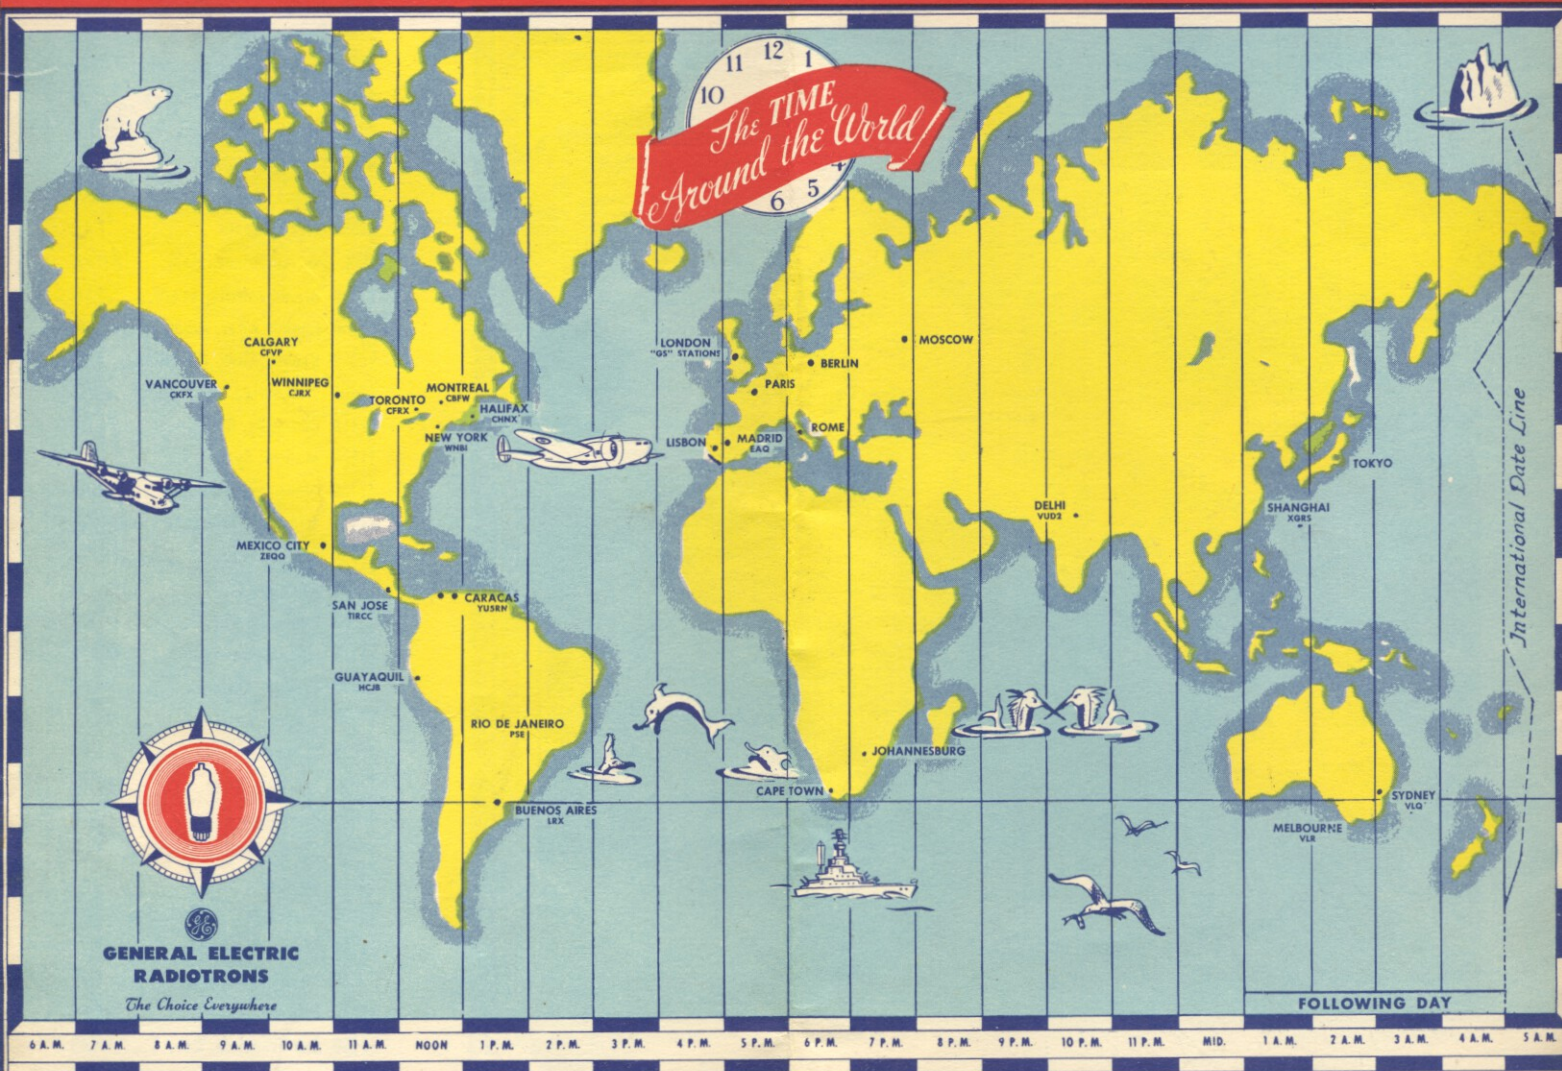 12
11
1
10
The TIME
Around the World
4
5
6
CALGARY
CFVP
VANCOUVER
CKFX
WINNIPEG
CJRX
TORONTO
CFRX
MONTREAL
CBFW
HALIFAX
CHNX
NEW YORK
WNBI
LONDON
"GS" STATIONS
BERLIN
MOSCOW
PARIS
LISBON
MADRID
EAQ
ROME
TOKYO
DELHI
VUD2
SHANGHAI
XGRS
International Date Line
MEXICO CITY
ZEQQ
SAN JOSE
TIRCC
CARACAS
YU5RN
GUAYAQUIL
HCJB
RIO DE JANEIRO
PSE
JOHANNESBURG
CAPE TOWN
BUENOS AIRES
LRX
SYDNEY
VLQ
MELBOURNE
VLR
GE
GENERAL ELECTRIC
RADIOTRONS
The Choice Everywhere
FOLLOWING DAY
6 A.M. 7 A.M. 8 A.M. 9 A.M. 10 A.M. 11 A.M. NOON 1 P.M. 2 P.M. 3 P.M. 4 P.M. 5 P.M. 6 P.M. 7 P.M. 8 P.M. 9 P.M. 10 P.M. 11 P.M. MID. 1 A.M. 2 A.M. 3 A.M. 4 A.M. 5 A.M.